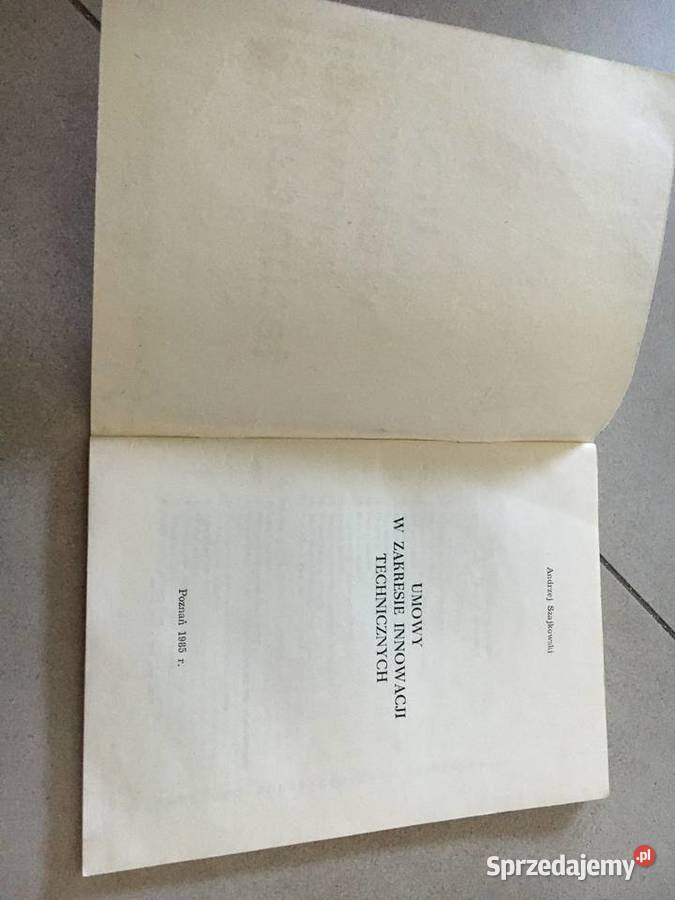 Andrzej Szajkowski
UMOWY
W ZAKRESIE INNOWACJI
TECHNICZNYCH
Poznań 1985 r.
Sprzedajemy.pl